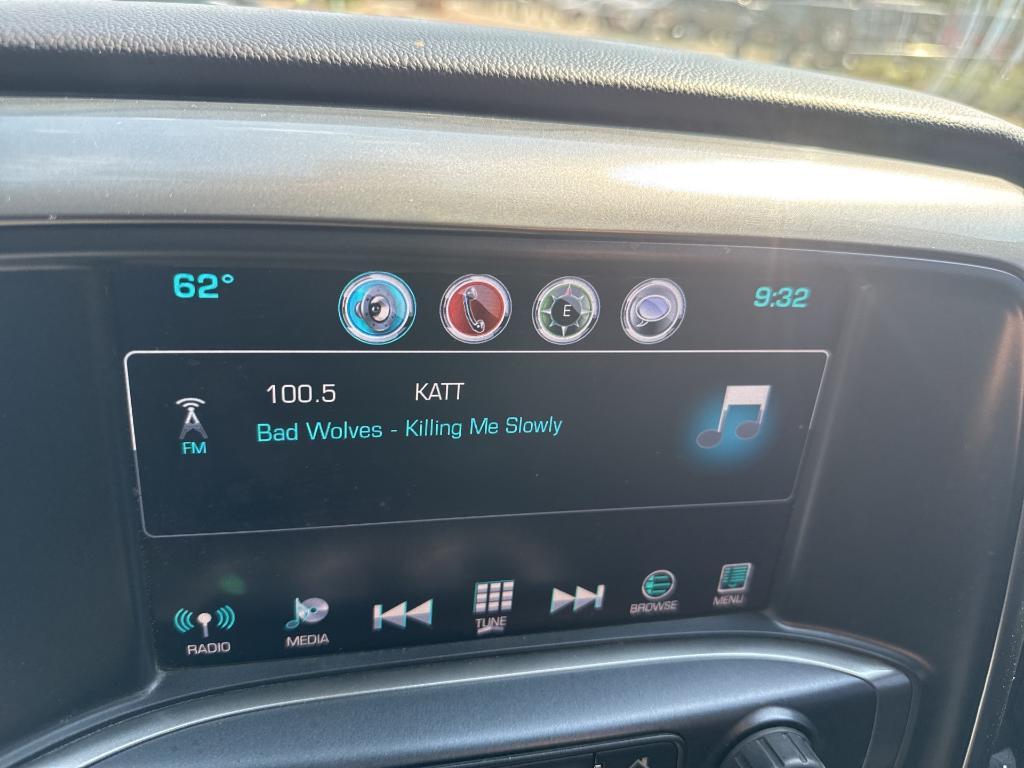 62°
E
9:32
100.5 KATT
FM
Bad Wolves - Killing Me Slowly
RADIO
MEDIA
TUNE
BROWSE
MENU